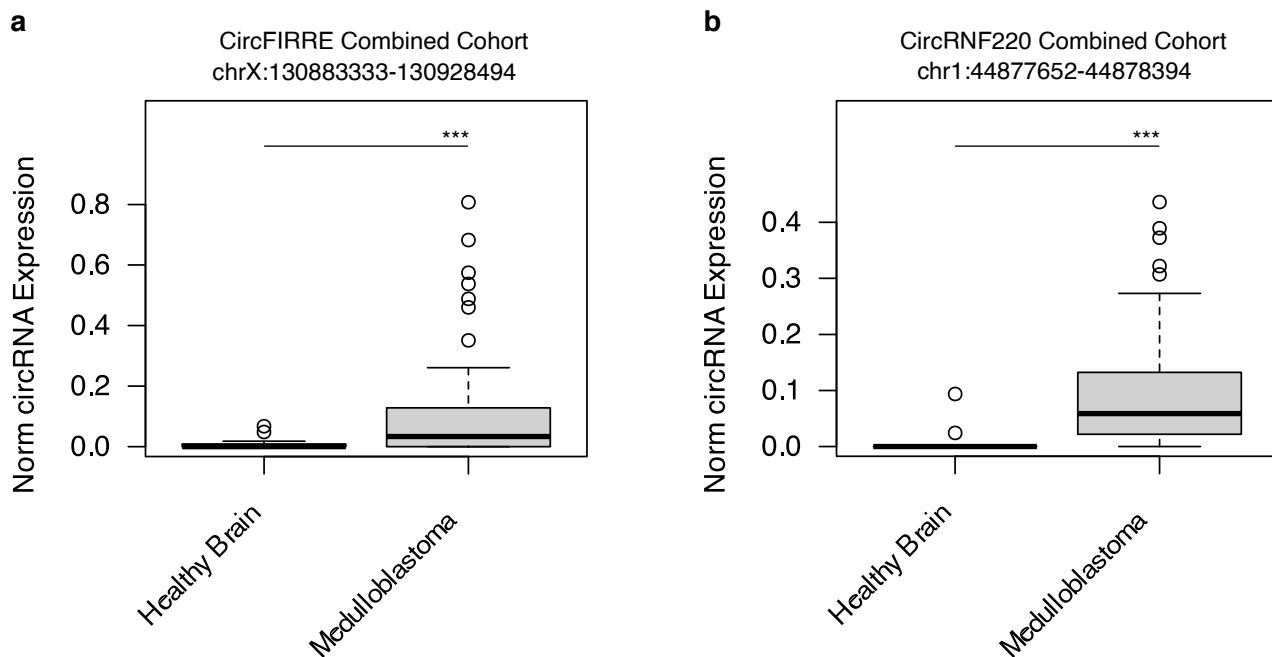 a
CircFIRRE Combined Cohort
chrX:130883333-130928494
***
Norm circRNA Expression
0.8
0.6
0.4
0.2
0.0
Healthy Brain
Medulloblastoma
b
CircRNF220 Combined Cohort
chr1:44877652-44878394
***
Norm circRNA Expression
0.4
0.3
0.2
0.1
0.0
Healthy Brain
Medulloblastoma